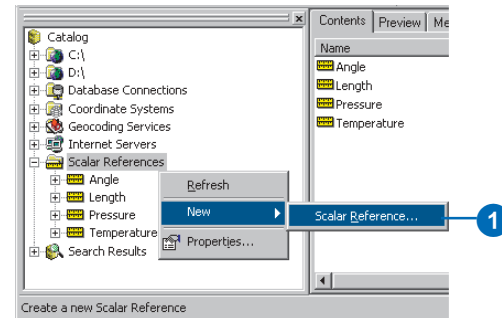 Catalog
C:\
D:\
Database Connections
Coordinate Systems
Geocoding Services
Internet Servers
Scalar References
Angle
Length
Pressure
Temperature
Search Results
Refresh
New
Properties...
Scalar Reference...
1
Contents Preview
Name
Angle
Length
Pressure
Temperature
Create a new Scalar Reference